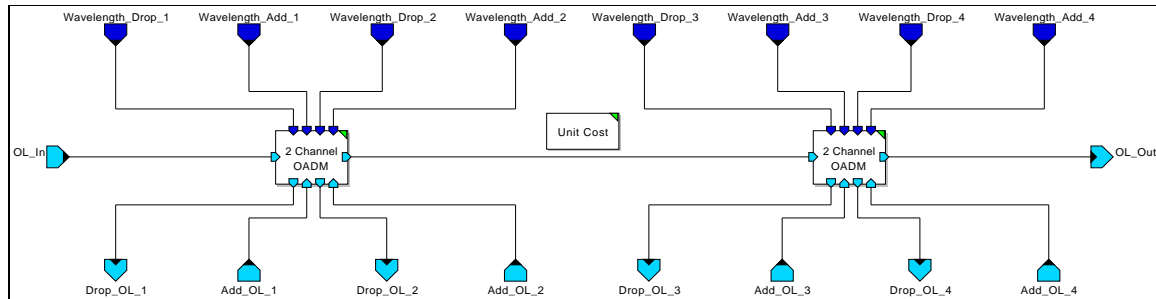 Wavelength_Drop_1
Wavelength_Add_1
Wavelength_Drop_2
Wavelength_Add_2
Wavelength_Drop_3
Wavelength_Add_3
Wavelength_Drop_4
Wavelength_Add_4
Unit Cost
OL_In
2 Channel
OADM
2 Channel
OADM
OL_Out
Drop_OL_1
Add_OL_1
Drop_OL_2
Add_OL_2
Drop_OL_3
Add_OL_3
Drop_OL_4
Add_OL_4